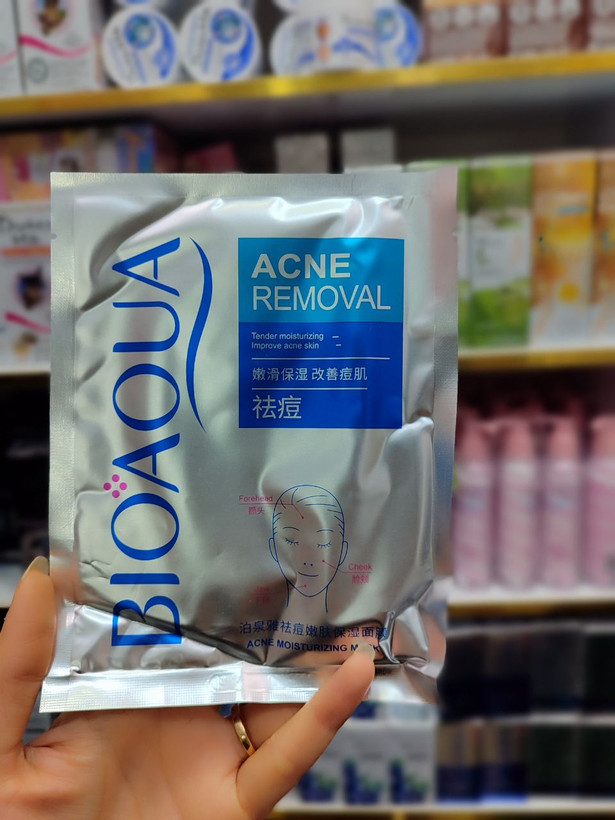 BIOAQUA
ACNE
REMOVAL
Tender moisturizing
Improve acne skin
嫩滑保湿 改善痘肌
祛痘
Forehead
额头
Cheek
脸颊
泊泉雅祛痘嫩肤保湿面膜
ACNE MOISTURIZING